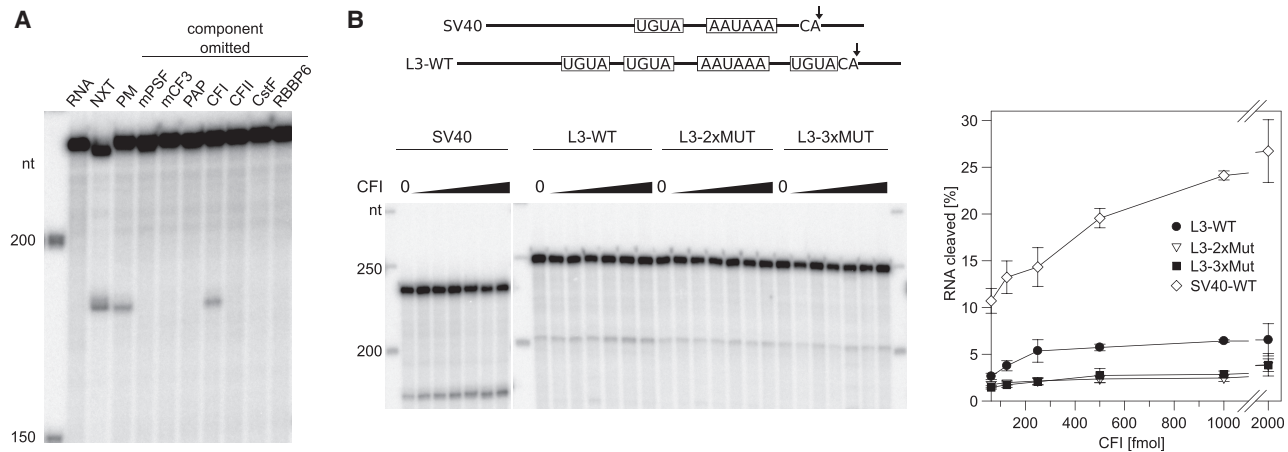 A
component
omitted
RNA
NXT
PM
mPSF
mCF3
PAP
CFI
CFII
CstF
RBBP6
nt
200
150
B
SV40 UGUA AAUAAA CA
L3-WT UGUA UGUA AAUAAA UGUACA
SV40 L3-WT L3-2xMUT L3-3xMUT
CFI 0 0 0 0
nt
250
200
30
25
20
15
10
5
0
RNA cleaved [%]
L3-WT
L3-2xMut
L3-3xMut
SV40-WT
200 400 600 800 1000 2000
CFI [fmol]